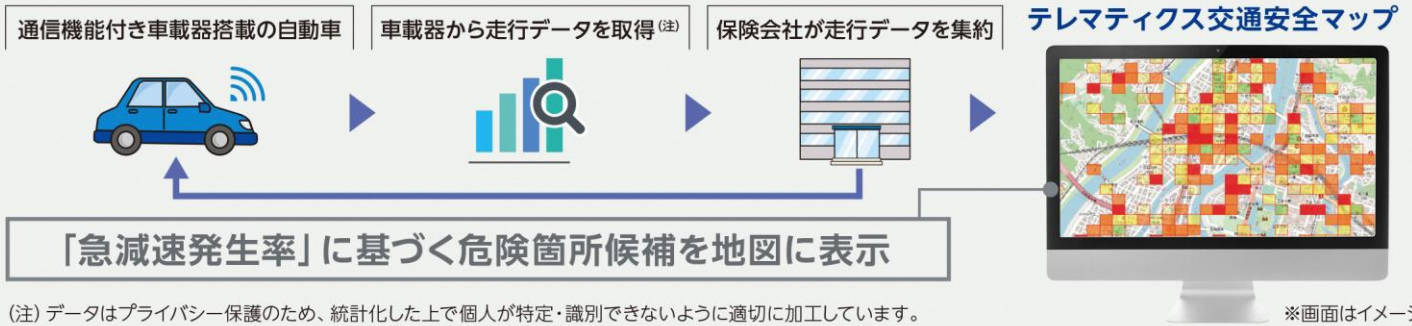 通信機能付き車載器搭載の自動車
車載器から走行データを取得(注)
保険会社が走行データを集約
テレマティクス交通安全マップ
「急減速発生率」に基づく危険箇所候補を地図に表示
(注)データはプライバシー保護のため、統計化した上で個人が特定・識別できないように適切に加工しています。
※画面はイメージ